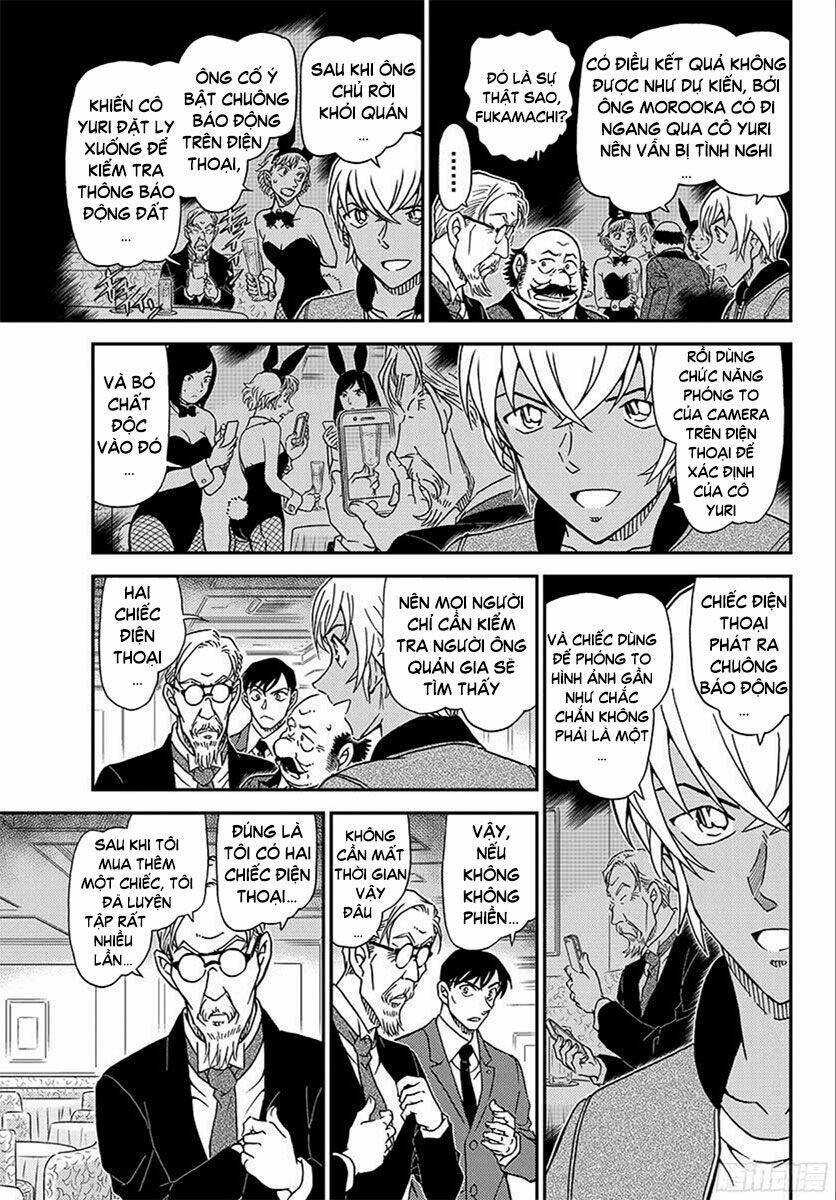 CÓ ĐIỀU KẾT QUẢ KHÔNG
ĐƯỢC NHƯ DỰ KIẾN, BỞI
ÔNG MOROOKA CÓ ĐI
NGANG QUA CÔ YURI
NÊN VẪN BỊ TÌNH NGHI
...
ĐÓ LÀ SỰ
THẬT SAO,
FUKAMACHI?
......
SAU KHI ÔNG
CHỦ RỜI
KHỎI QUÁN
...
ÔNG CỐ Ý
BẬT CHUÔNG
BÁO ĐỘNG
TRÊN ĐIỆN
THOẠI,
KHIẾN CÔ
YURI ĐẶT LY
XUỐNG ĐỂ
KIỂM TRA
THÔNG BÁO
ĐỘNG ĐẤT
...
RỒI DÙNG
CHỨC NĂNG
PHÓNG TO
CỦA CAMERA
TRÊN ĐIỆN
THOẠI ĐỂ
XÁC ĐỊNH
CỦA CÔ
YURI
VÀ BỎ
CHẤT
ĐỘC
VÀO ĐÓ
...
CHIẾC ĐIỆN
THOẠI
PHÁT RA
CHUÔNG
BÁO ĐỘNG
...
VÀ CHIẾC DÙNG
ĐỂ PHÓNG TO
HÌNH ẢNH GẦN
NHƯ CHẮC
CHẮN KHÔNG
PHẢI LÀ MỘT
...
NÊN MỌI NGƯỜI
CHỈ CẦN KIỂM
TRA NGƯỜI ÔNG
QUẢN GIA SẼ
TÌM THẤY
HAI
CHIẾC
ĐIỆN
THOẠI
...
VẬY,
NẾU
KHÔNG
PHIỀN...
KHÔNG
CẦN MẤT
THỜI GIAN
VẬY
ĐÂU
...
ĐÚNG LÀ
TÔI CÓ HAI
CHIẾC ĐIỆN
THOẠI...
SAU KHI TÔI
MUA THÊM
MỘT CHIẾC, TÔI
ĐÃ LUYỆN
TẬP RẤT
NHIỀU
LẦN...